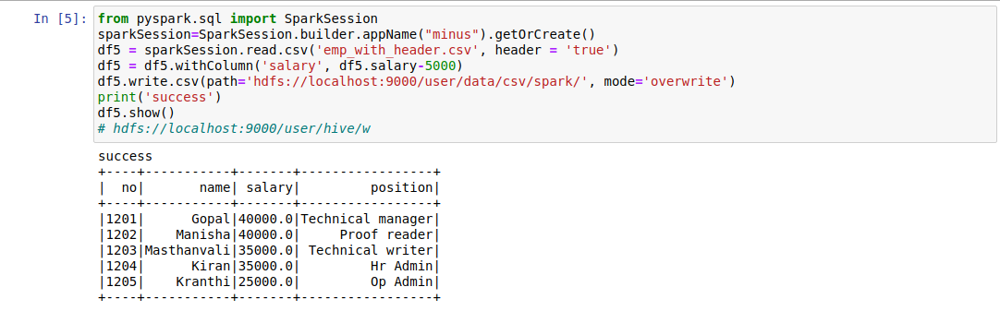 In [5]: from pyspark.sql import SparkSession
sparkSession=SparkSession.builder.appName("minus").getOrCreate()
df5 = sparkSession.read.csv('emp_with_header.csv', header = 'true')
df5 = df5.withColumn('salary', df5.salary-5000)
df5.write.csv(path='hdfs://localhost:9000/user/data/csv/spark/', mode='overwrite')
print('success')
df5.show()
# hdfs://localhost:9000/user/hive/w
success
+----+-----------+-------+-----------------+
|  no|       name| salary|         position|
+----+-----------+-------+-----------------+
|1201|      Gopal|40000.0|Technical manager|
|1202|    Manisha|40000.0|     Proof reader|
|1203|Masthanvali|35000.0| Technical writer|
|1204|      Kiran|35000.0|         Hr Admin|
|1205|    Kranthi|25000.0|         Op Admin|
+----+-----------+-------+-----------------+